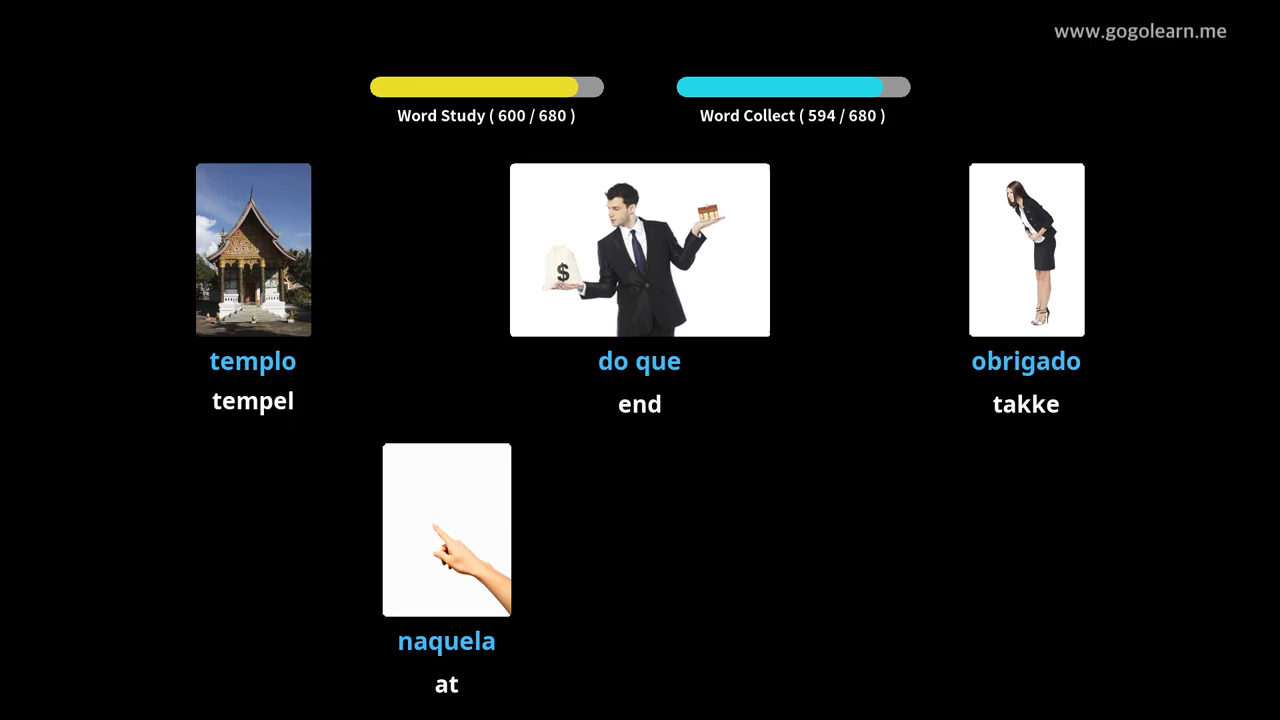 www.gogolearn.me
Word Study ( 600 / 680 )
Word Collect ( 594 / 680 )
$
templo
tempel
do que
end
obrigado
takke
naquela
at